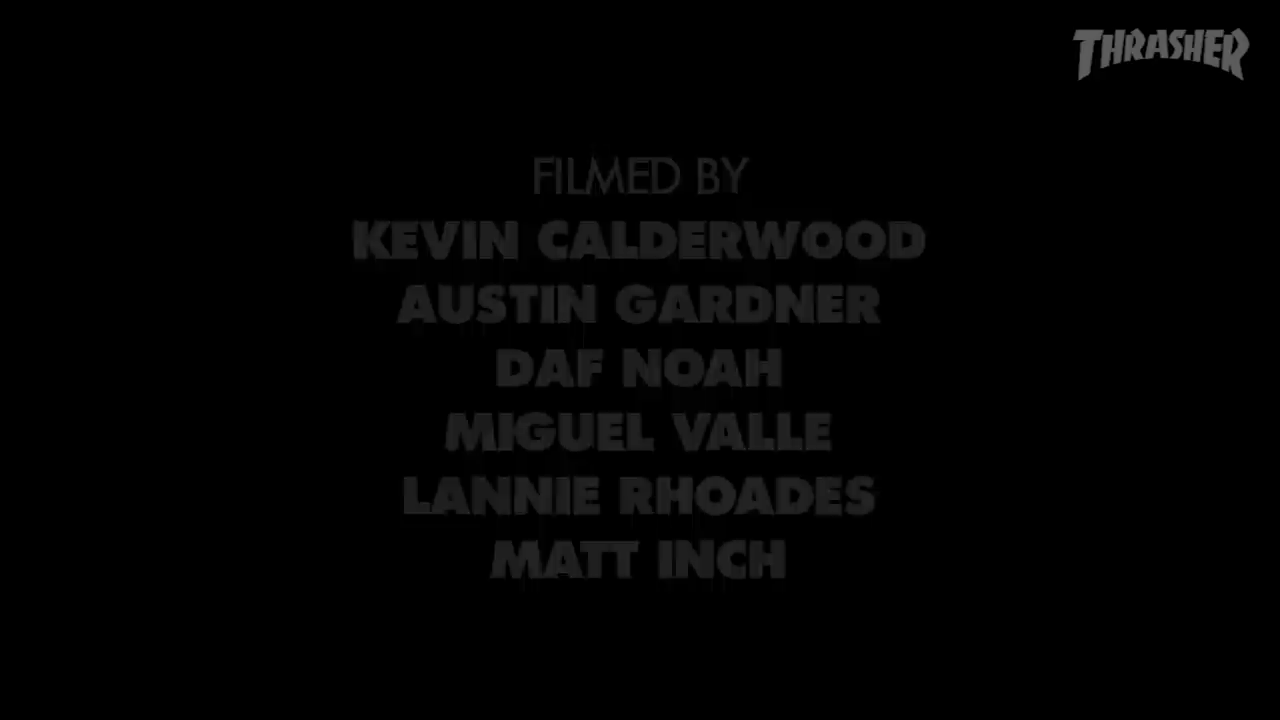 THRASHER
FILMED BY
KEVIN CALDERWOOD
AUSTIN GARDNER
DAF NOAH
MIGUEL VALLE
LANNIE RHOADES
MATT INCH